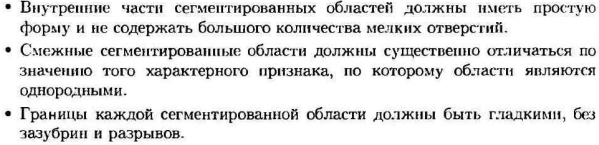 • Внутренние части сегментированных областей должны иметь простую
форму и не содержать большого количества мелких отверстий.
• Смежные сегментированные области должны существенно отличаться по
значению того характерного признака, по которому области являются
однородными.
• Границы каждой сегментированной области должны быть гладкими, без
зазубрин и разрывов.